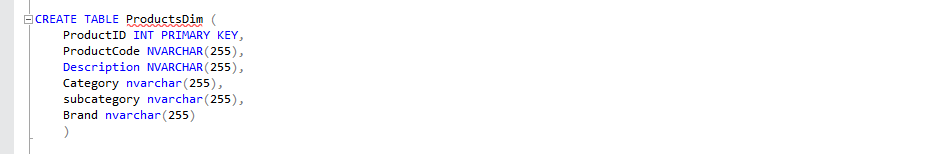 CREATE TABLE ProductsDim (
ProductID INT PRIMARY KEY,
ProductCode NVARCHAR(255),
Description NVARCHAR(255),
Category nvarchar(255),
subcategory nvarchar(255),
Brand nvarchar(255)
)